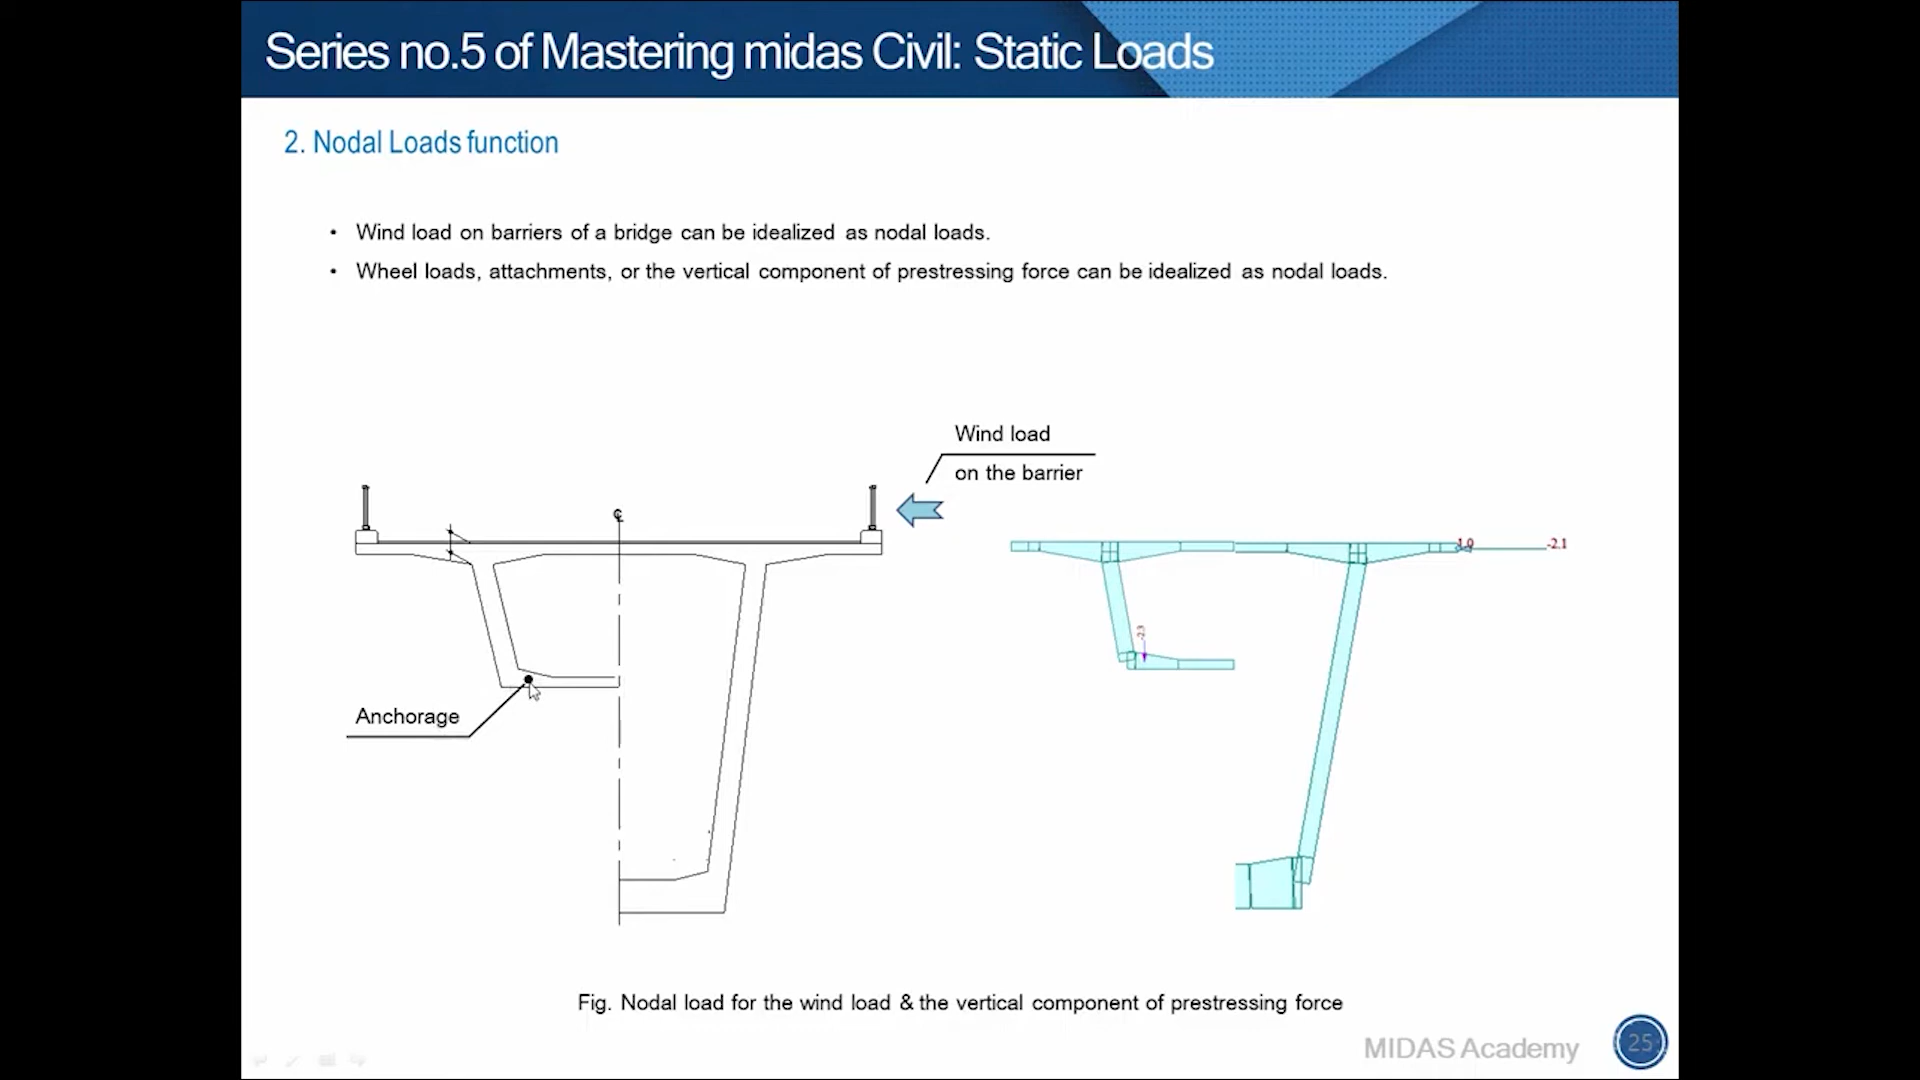 Series no.5 of Mastering midas Civil: Static Loads
2. Nodal Loads function
• Wind load on barriers of a bridge can be idealized as nodal loads.
• Wheel loads, attachments, or the vertical component of prestressing force can be idealized as nodal loads.
Wind load
on the barrier
℄
1.0
-2.1
-2.3
Anchorage
Fig. Nodal load for the wind load & the vertical component of prestressing force
MIDAS Academy
25